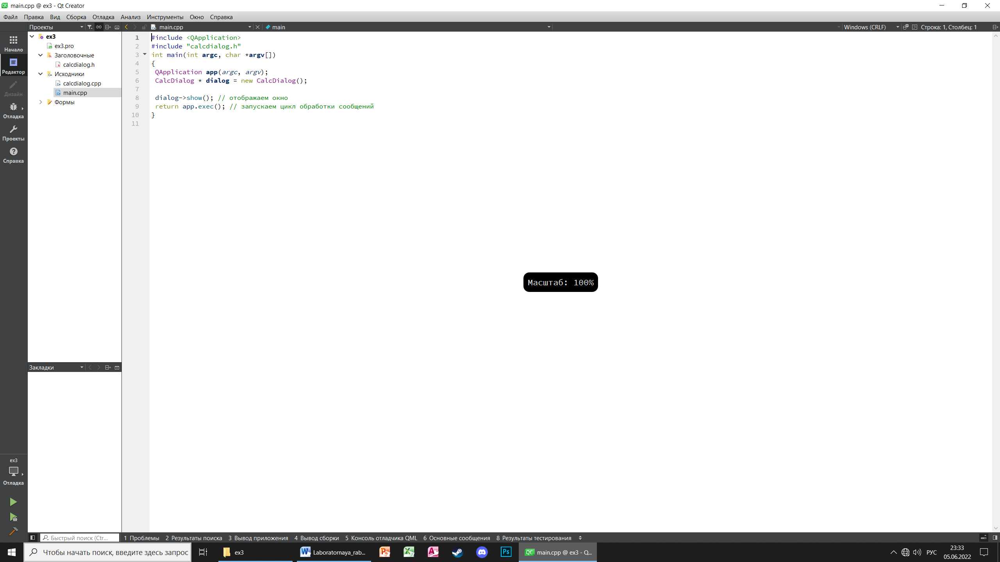 main.cpp @ ex3 - Qt Creator
Файл Правка Вид Сборка Отладка Анализ Инструменты Окно Справка
Проекты main.cpp main Windows (CRLF) Строка: 1, Столбец: 1
Начало
Редактор
Дизайн
Отладка
Проекты
Справка
ex3
ex3.pro
Заголовочные
calcdialog.h
Исходники
calcdialog.cpp
main.cpp
Формы
1 #include <QApplication>
2 #include "calcdialog.h"
3 int main(int argc, char *argv[])
4 {
5 QApplication app(argc, argv);
6 CalcDialog * dialog = new CalcDialog();
7
8 dialog->show(); // отображаем окно
9 return app.exec(); // запускаем цикл обработки сообщений
10 }
11
Масштаб: 100%
Закладки
ex3
Отладка
Быстрый поиск (Ctr... 1 Проблемы 2 Результаты поиска 3 Вывод приложения 4 Вывод сборки 5 Консоль отладчика QML 6 Основные сообщения 8 Результаты тестирования
Чтобы начать поиск, введите здесь запрос ex3 Laboratornaya_rab... main.cpp @ ex3 - Q... РУС 23:33
05.06.2022